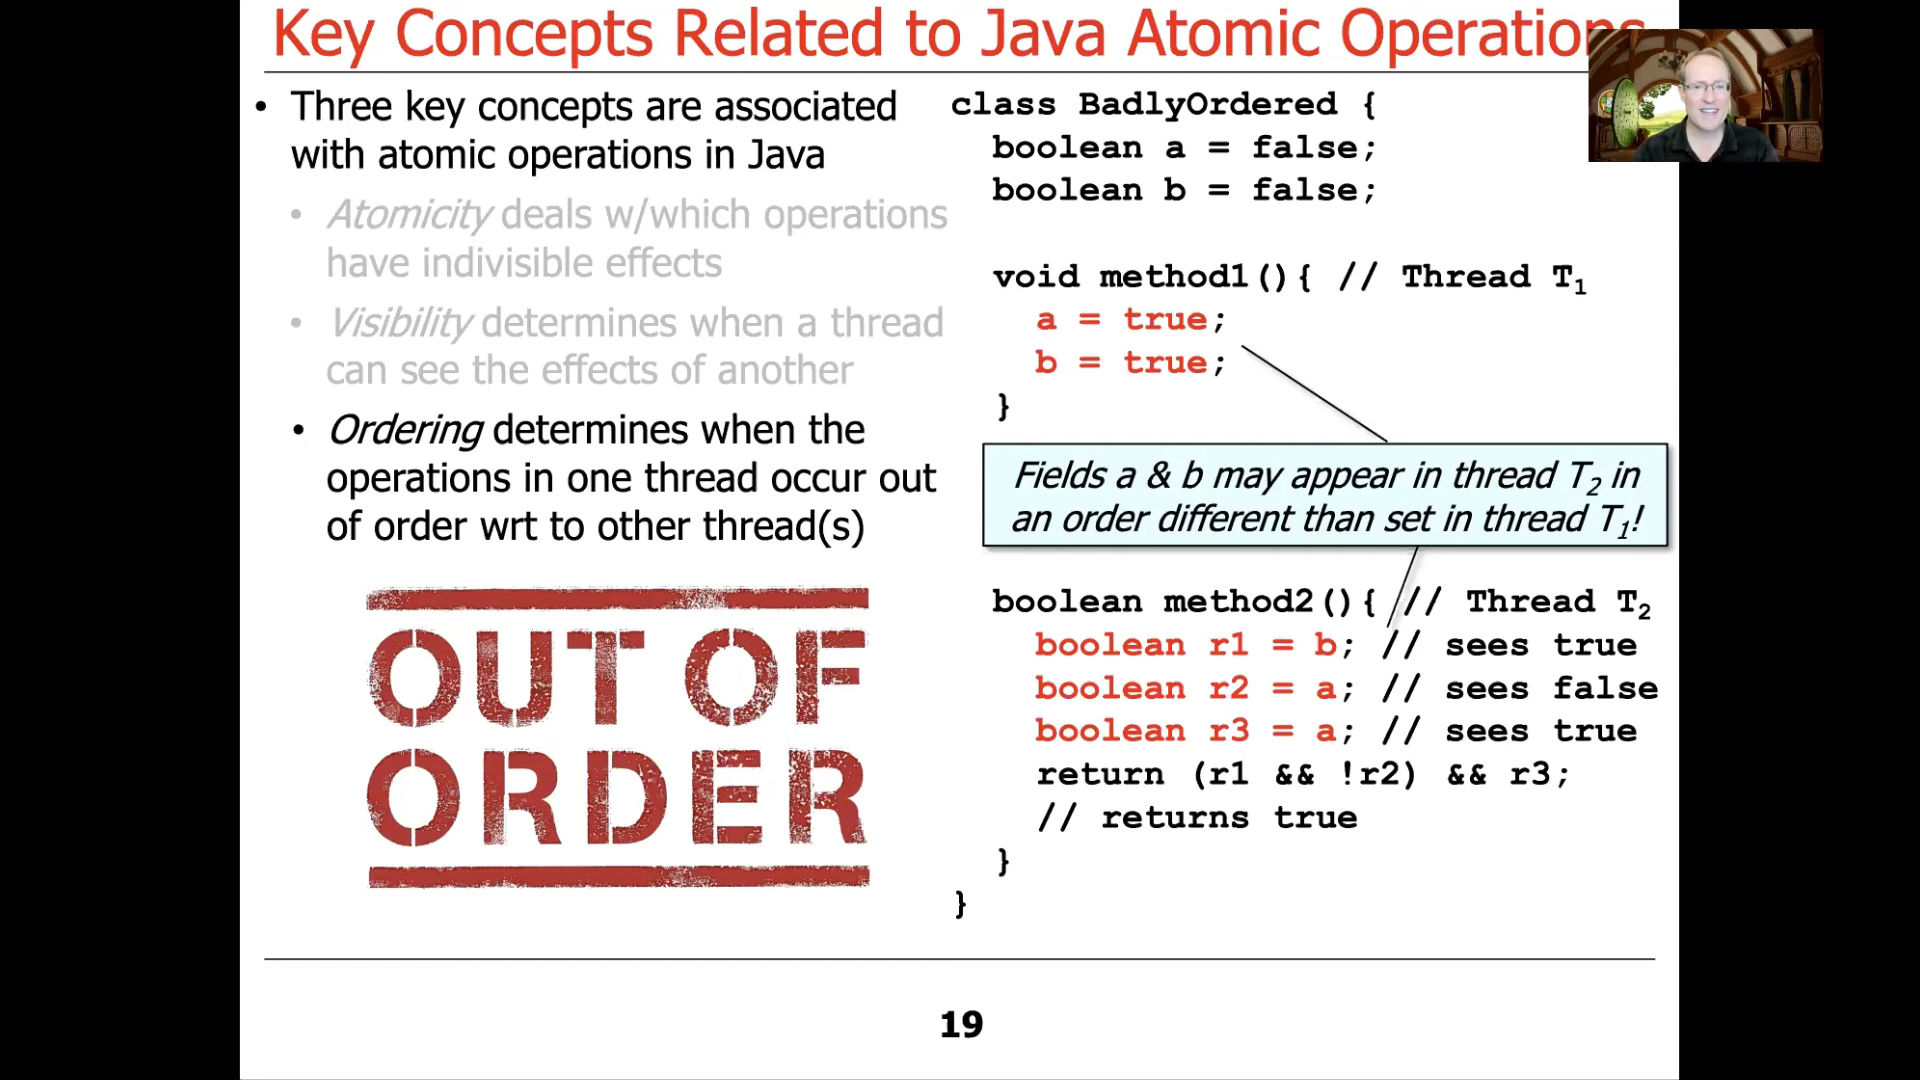 Key Concepts Related to Java Atomic Operations
• Three key concepts are associated
with atomic operations in Java
• Atomicity deals w/which operations
have indivisible effects
• Visibility determines when a thread
can see the effects of another
• Ordering determines when the
operations in one thread occur out
of order wrt to other thread(s)
OUT OF
ORDER
class BadlyOrdered {
boolean a = false;
boolean b = false;
void method1(){ // Thread T1
a = true;
b = true;
}
Fields a & b may appear in thread T2 in
an order different than set in thread T1!
boolean method2(){ // Thread T2
boolean r1 = b; // sees true
boolean r2 = a; // sees false
boolean r3 = a; // sees true
return (r1 && !r2) && r3;
// returns true
}
}
19